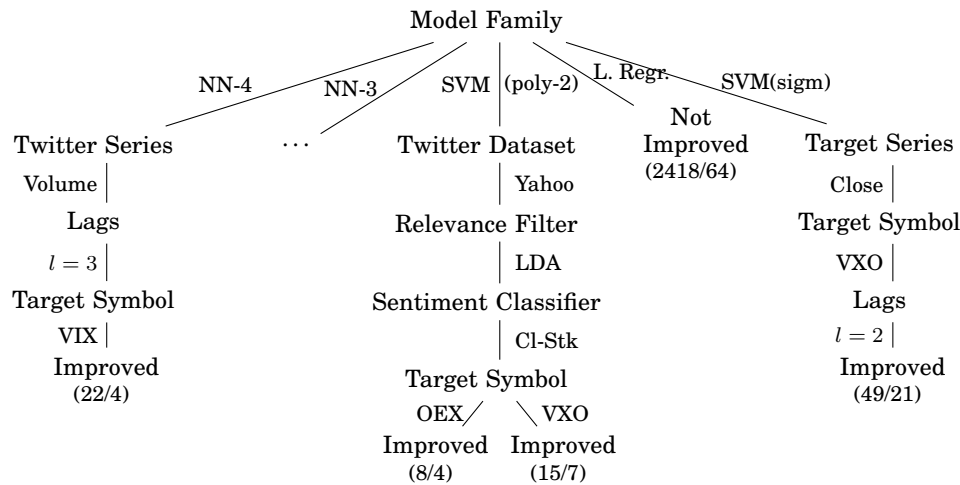 Model Family
NN-4 NN-3 SVM (poly-2) L. Regr. SVM(sigm)
Twitter Series ... Twitter Dataset Not Improved (2418/64) Target Series
Volume Yahoo Close
Lags Relevance Filter Target Symbol
l = 3 LDA VXO
Target Symbol Sentiment Classifier Lags
VIX Cl-Stk l = 2
Improved Target Symbol Improved
(22/4) (49/21)
OEX VXO
Improved Improved
(8/4) (15/7)